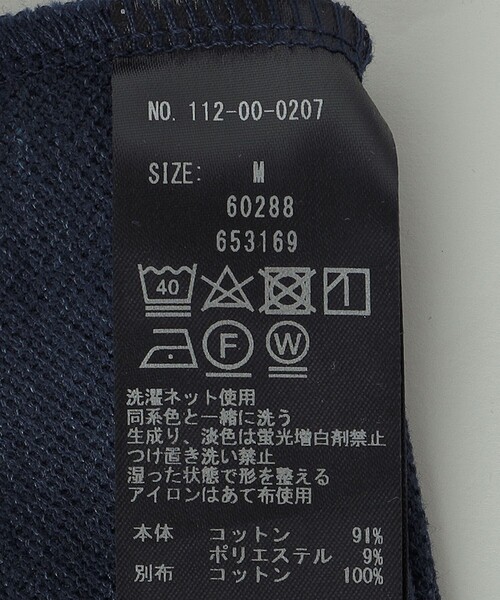 NO. 112-00-0207
SIZE: M
60288
653169
40
F W
洗濯ネット使用
同系色と一緒に洗う
生成り、淡色は蛍光増白剤禁止
つけ置き洗い禁止
湿った状態で形を整える
アイロンはあて布使用
本体 コットン 91%
ポリエステル 9%
別布 コットン 100%